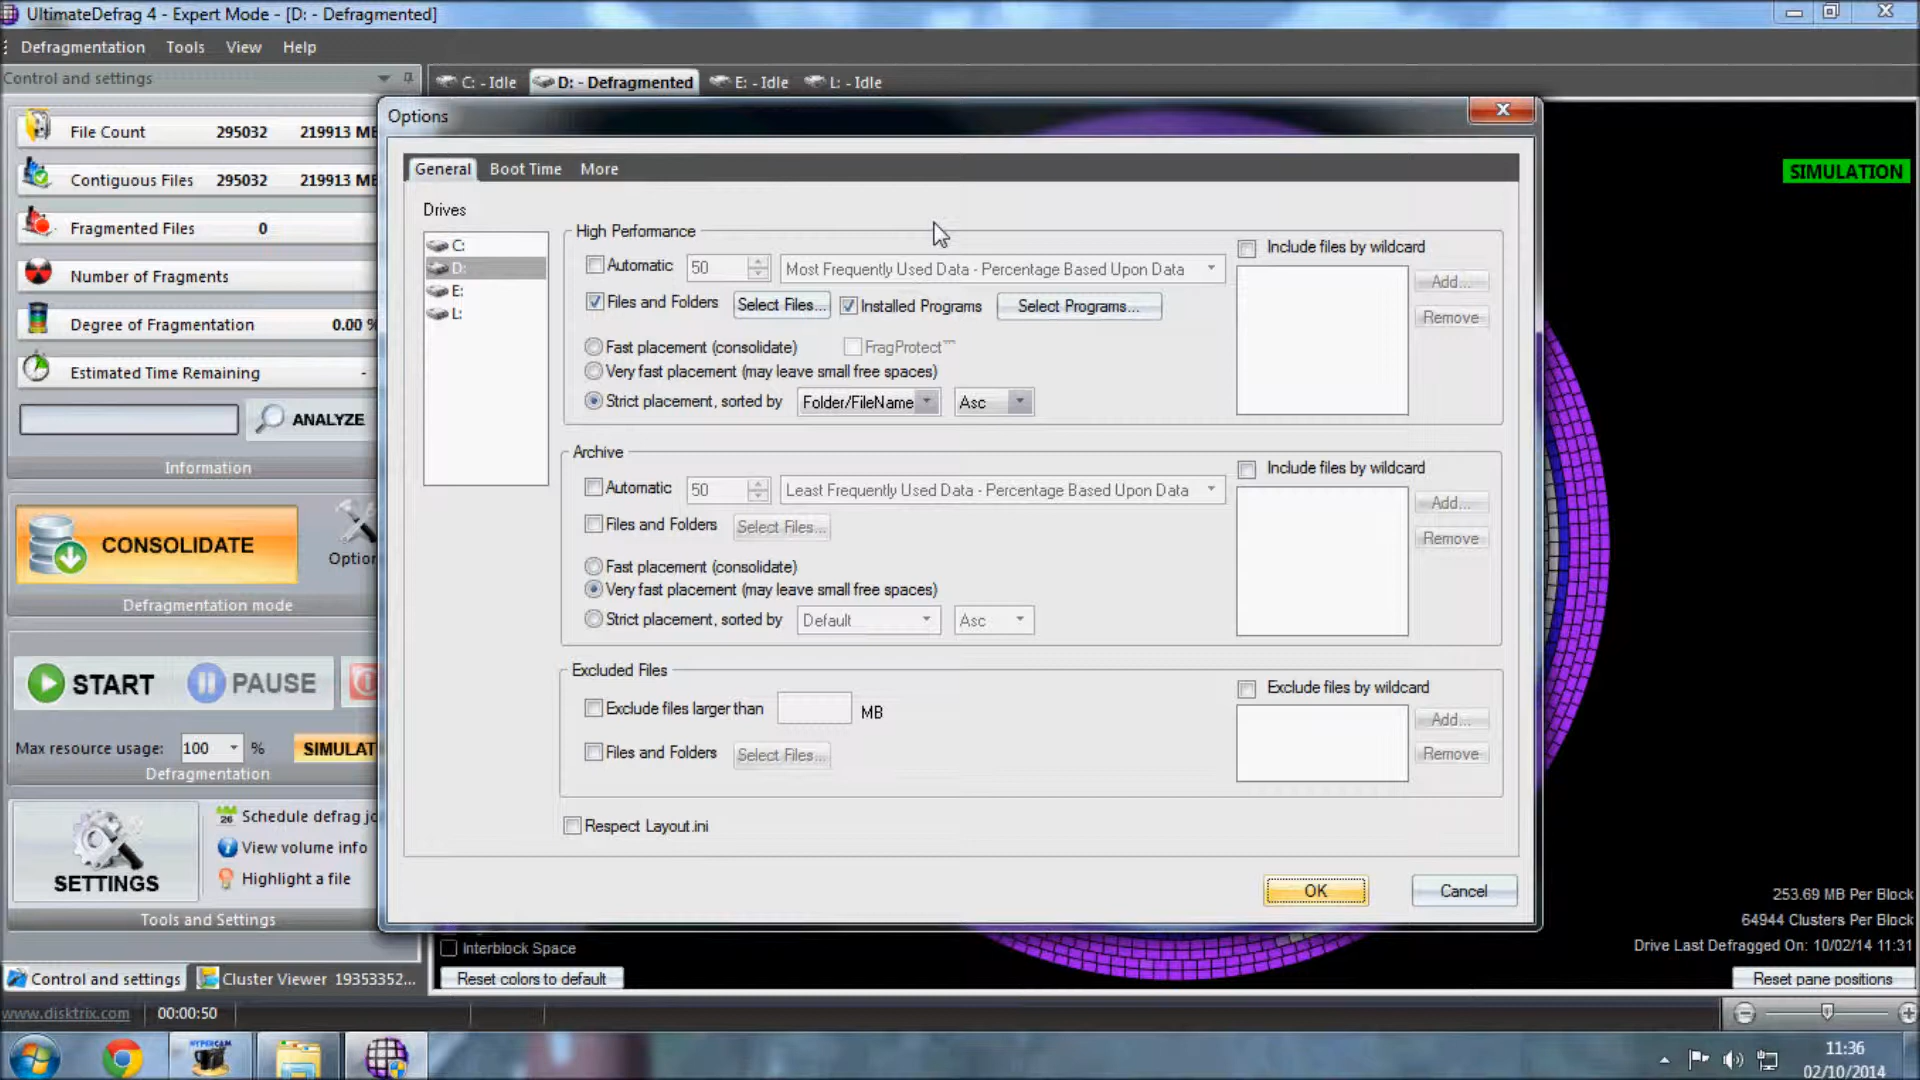 UltimateDefrag 4 - Expert Mode - [D: - Defragmented]
Defragmentation Tools View Help
Control and settings
C: - Idle D: - Defragmented E: - Idle L: - Idle
File Count 295032 219913 MB
Contiguous Files 295032 219913 MB
Fragmented Files 0
Number of Fragments
Degree of Fragmentation 0.00 %
Estimated Time Remaining -
ANALYZE
Information
CONSOLIDATE
Option
Defragmentation mode
START PAUSE
Max resource usage: 100 % SIMULAT
Defragmentation
SETTINGS
Schedule defrag jo
View volume info
Highlight a file
Tools and Settings
Control and settings Cluster Viewer 19353352...
Options
General Boot Time More
Drives
C:
D:
E:
L:
High Performance
Automatic 50 Most Frequently Used Data - Percentage Based Upon Data
Files and Folders Select Files... Installed Programs Select Programs...
Fast placement (consolidate) FragProtect™
Very fast placement (may leave small free spaces)
Strict placement, sorted by Folder/FileName Asc
Include files by wildcard
Add...
Remove
Archive
Automatic 50 Least Frequently Used Data - Percentage Based Upon Data
Files and Folders Select Files...
Fast placement (consolidate)
Very fast placement (may leave small free spaces)
Strict placement, sorted by Default Asc
Include files by wildcard
Add...
Remove
Excluded Files
Exclude files larger than MB
Files and Folders Select Files...
Exclude files by wildcard
Add...
Remove
Respect Layout.ini
OK Cancel
SIMULATION
253.69 MB Per Block
64944 Clusters Per Block
Drive Last Defragged On: 10/02/14 11:31
Interblock Space
Reset colors to default
Reset pane positions
www.disktrix.com 00:00:50
HYPERCAM
11:36
02/10/2014